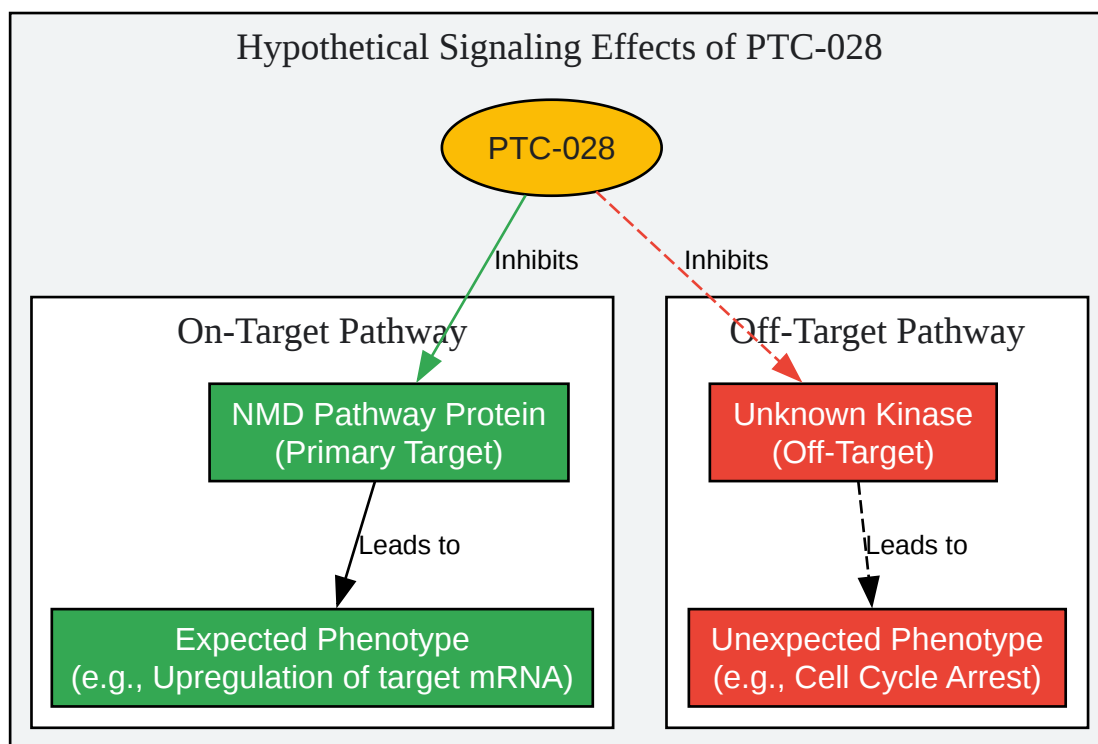 Hypothetical Signaling Effects of PTC-028
PTC-028
Inhibits
Inhibits
On-Target Pathway
Off-Target Pathway
NMD Pathway Protein
(Primary Target)
Unknown Kinase
(Off-Target)
Leads to
Leads to
Expected Phenotype
(e.g., Upregulation of target mRNA)
Unexpected Phenotype
(e.g., Cell Cycle Arrest)